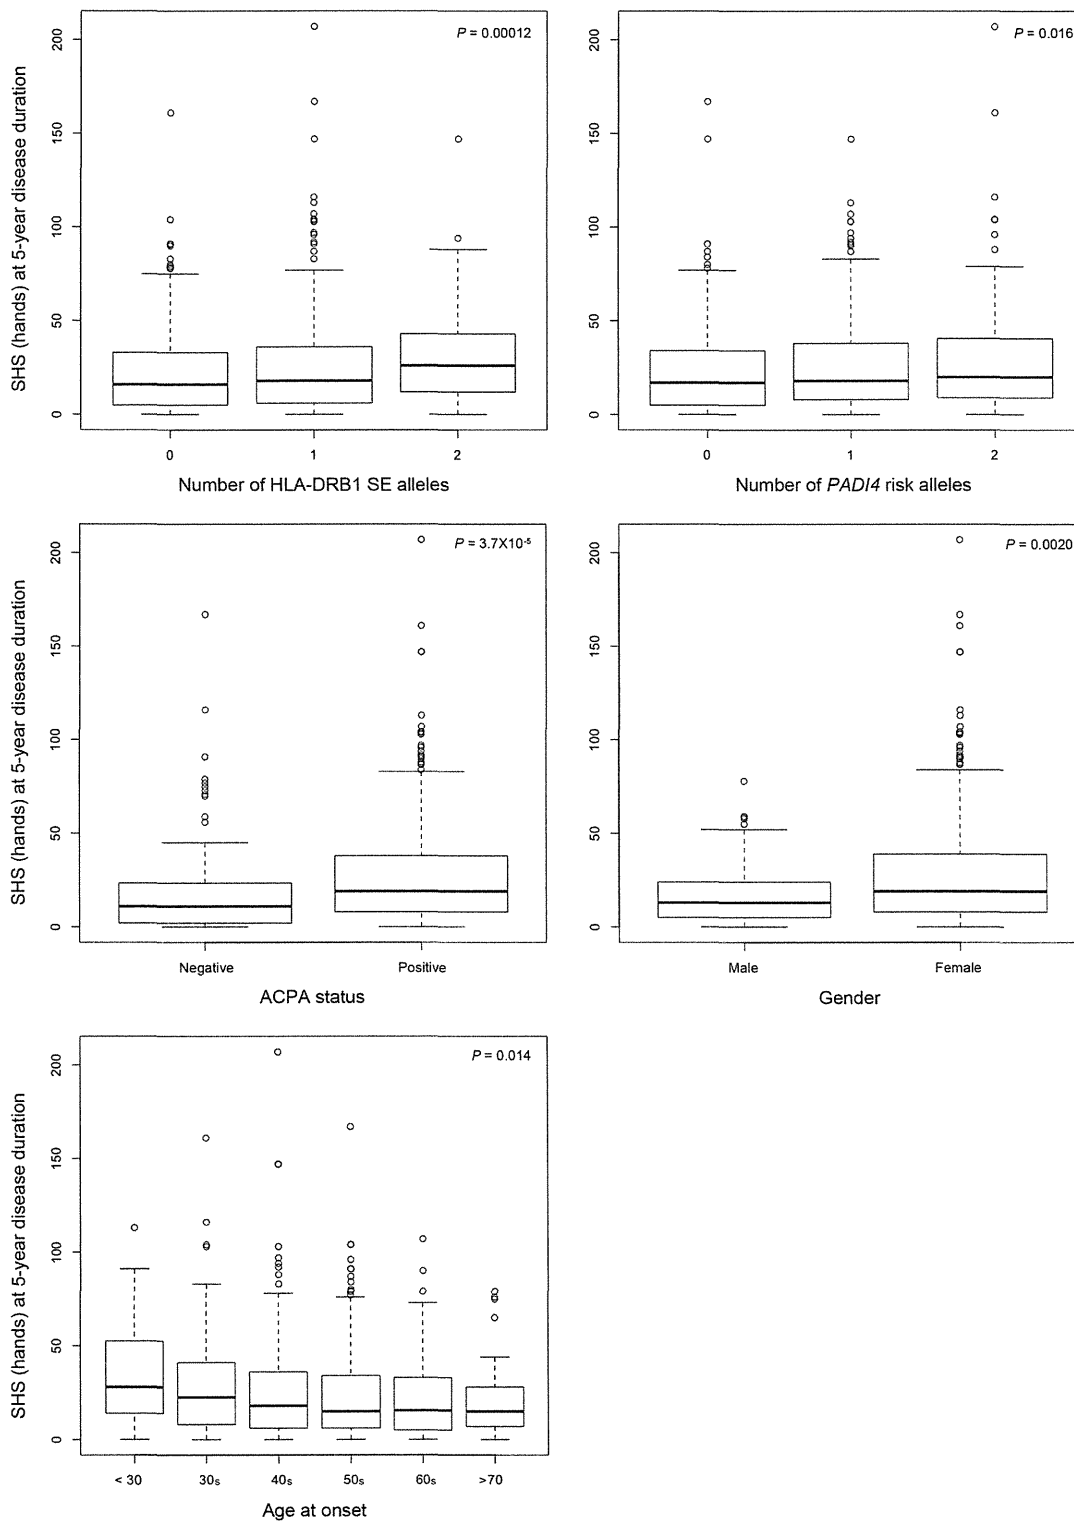 P = 0.00012
SHS (hands) at 5-year disease duration
200
150
100
50
0
0 1 2
Number of HLA-DRB1 SE alleles
P = 0.016
200
150
100
50
0
0 1 2
Number of PADI4 risk alleles
P = 3.7X10-5
SHS (hands) at 5-year disease duration
200
150
100
50
0
Negative Positive
ACPA status
P = 0.0020
200
150
100
50
0
Male Female
Gender
P = 0.014
SHS (hands) at 5-year disease duration
200
150
100
50
0
< 30 30s 40s 50s 60s >70
Age at onset